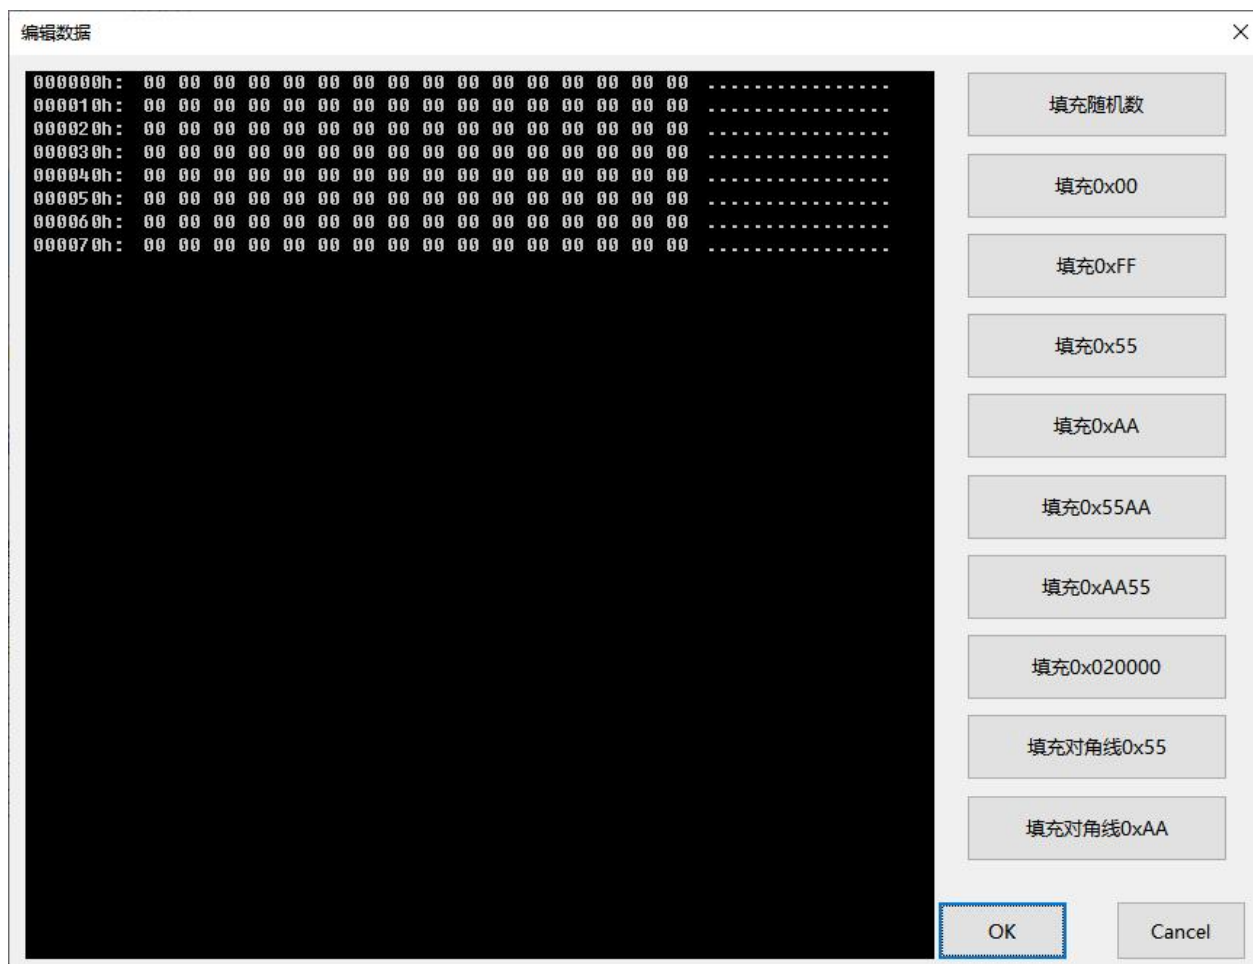 编辑数据
000000h: 00 00 00 00 00 00 00 00 00 00 00 00 00 00 00 00 ................
000010h: 00 00 00 00 00 00 00 00 00 00 00 00 00 00 00 00 ................
000020h: 00 00 00 00 00 00 00 00 00 00 00 00 00 00 00 00 ................
000030h: 00 00 00 00 00 00 00 00 00 00 00 00 00 00 00 00 ................
000040h: 00 00 00 00 00 00 00 00 00 00 00 00 00 00 00 00 ................
000050h: 00 00 00 00 00 00 00 00 00 00 00 00 00 00 00 00 ................
000060h: 00 00 00 00 00 00 00 00 00 00 00 00 00 00 00 00 ................
000070h: 00 00 00 00 00 00 00 00 00 00 00 00 00 00 00 00 ................
填充随机数
填充0x00
填充0xFF
填充0x55
填充0xAA
填充0x55AA
填充0xAA55
填充0x020000
填充对角线0x55
填充对角线0xAA
OK
Cancel